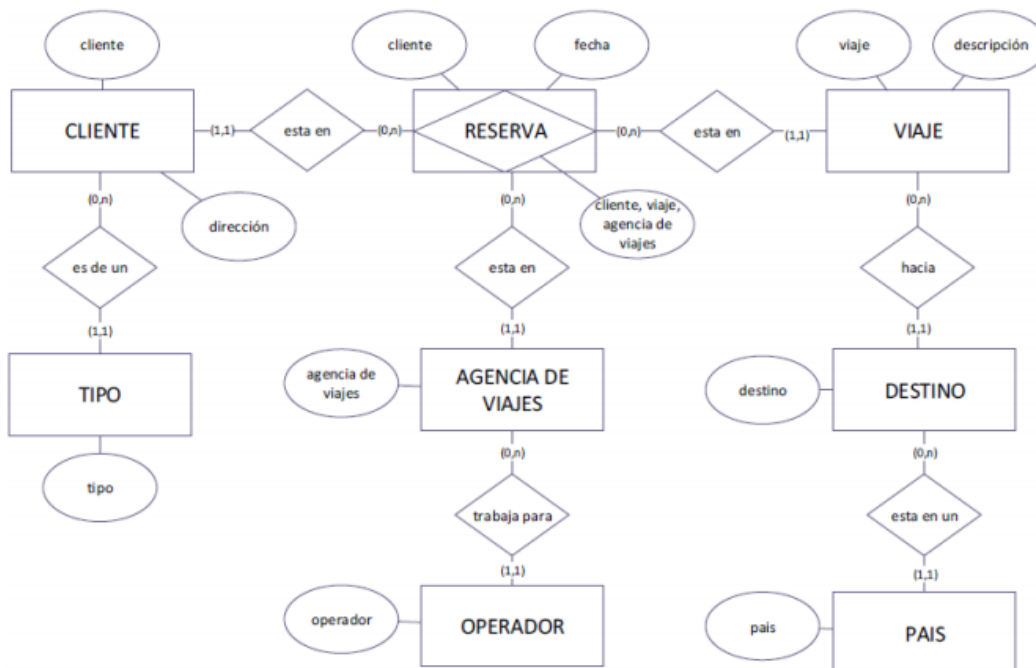 cliente
cliente
fecha
viaje
descripción
CLIENTE
(1,1)
esta en
(0,n)
RESERVA
(0,n)
esta en
(1,1)
VIAJE
(0,n)
dirección
(0,n)
cliente, viaje,
agencia de
viajes
(0,n)
es de un
esta en
hacia
(1,1)
(1,1)
(1,1)
TIPO
agencia de
viajes
AGENCIA DE
VIAJES
destino
DESTINO
(0,n)
(0,n)
tipo
trabaja para
esta en un
(1,1)
(1,1)
operador
OPERADOR
pais
PAIS